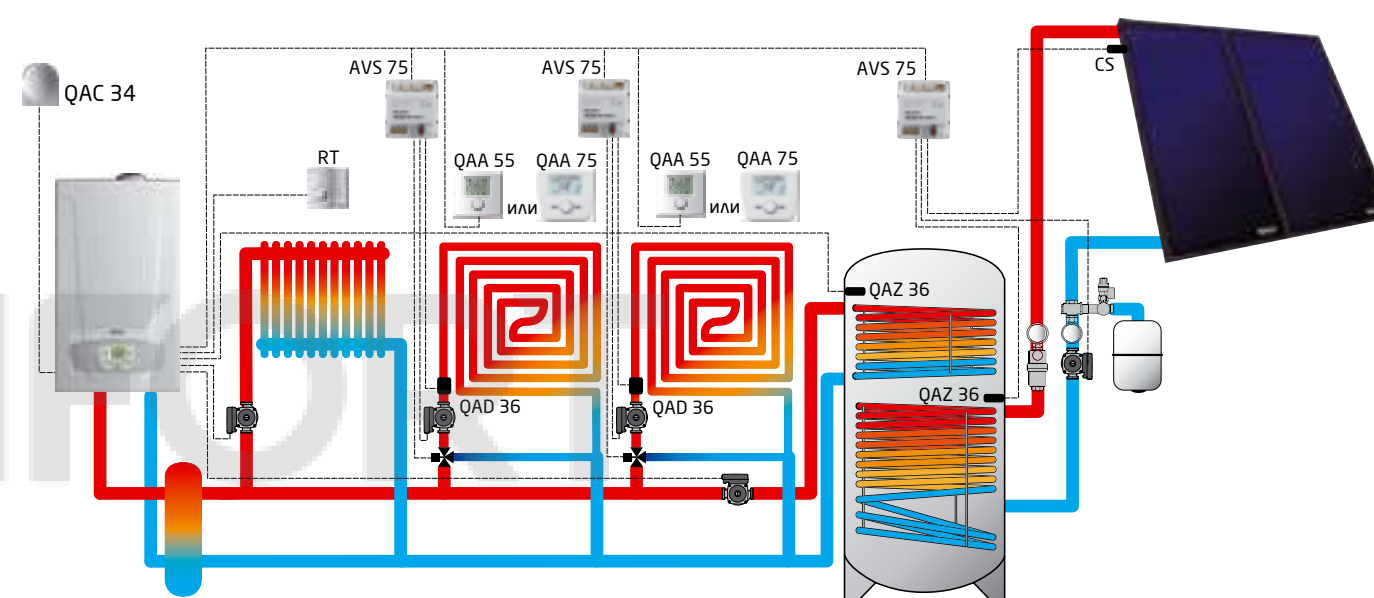 QAC 34
AVS 75
AVS 75
AVS 75
CS
RT
QAA 55
QAA 75
или
QAA 55
QAA 75
или
QAZ 36
QAZ 36
QAD 36
QAD 36